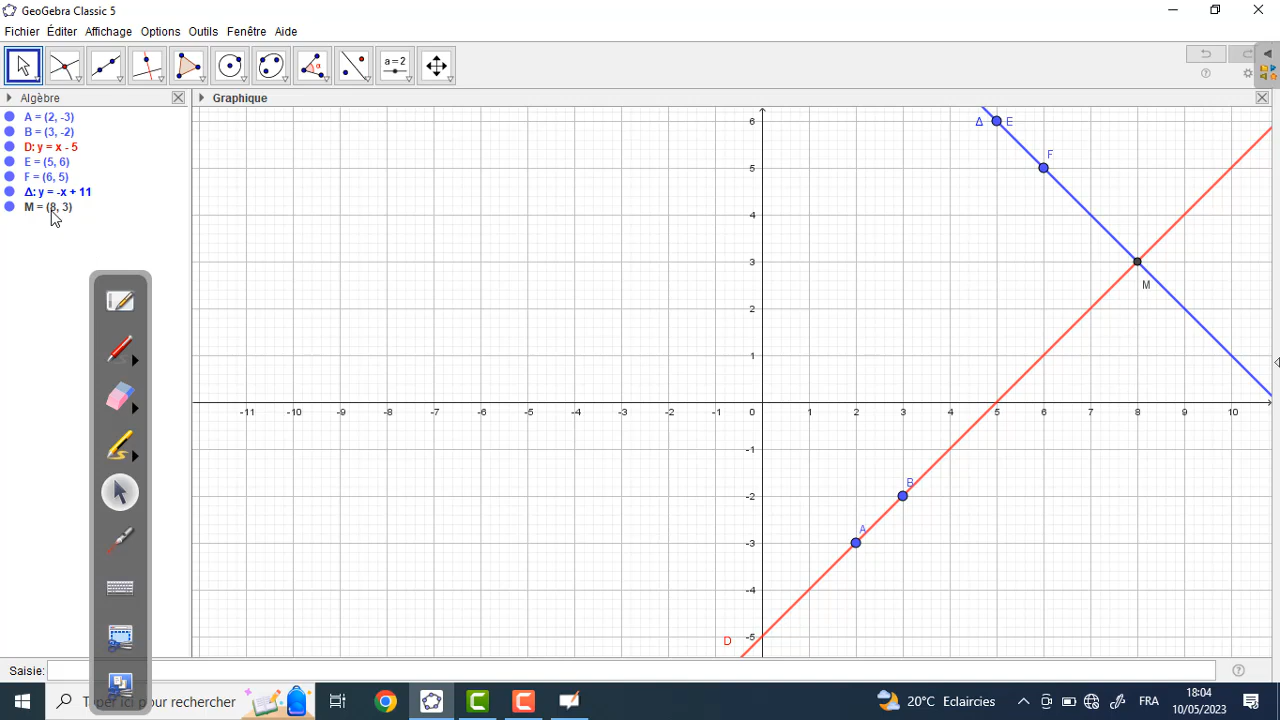 GeoGebra Classic 5
Fichier Éditer Affichage Options Outils Fenêtre Aide
a = 2
Algèbre
Graphique
A = (2, -3)
B = (3, -2)
D: y = x - 5
E = (5, 6)
F = (6, 5)
Δ: y = -x + 11
M = (8, 3)
6
Δ
E
F
5
4
3
M
2
1
-11 -10 -9 -8 -7 -6 -5 -4 -3 -2 -1 0 1 2 3 4 5 6 7 8 9 10
-1
B
-2
A
-3
-4
D
-5
Saisie:
Taper ici pour rechercher
20°C Eclaircies
FRA
18:04
10/05/2023